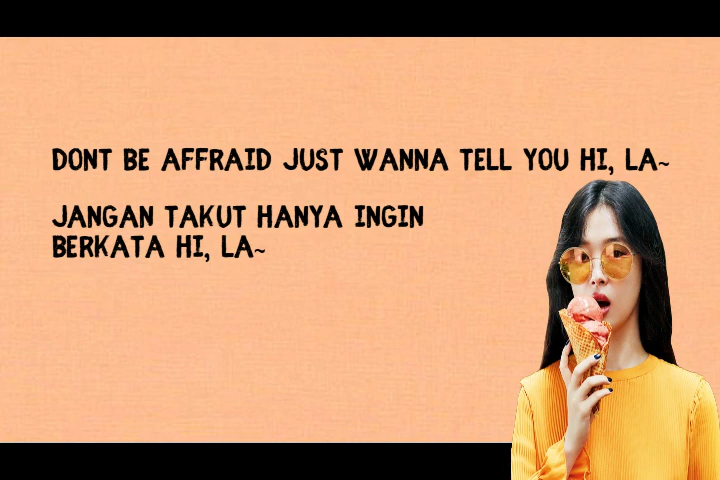 DONT BE AFFRAID JUST WANNA TELL YOU HI, LA~
JANGAN TAKUT HANYA INGIN
BERKATA HI, LA~